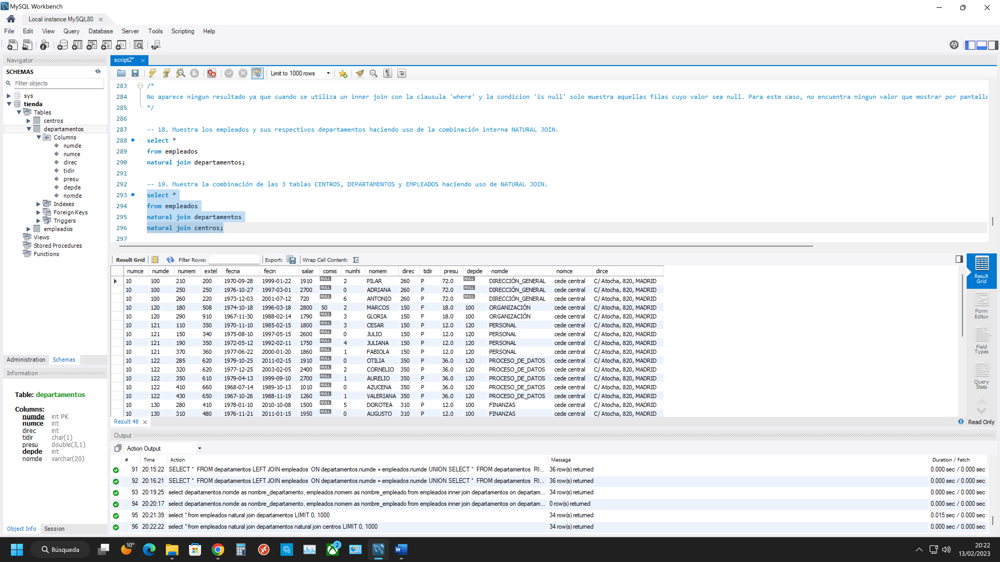 MySQL Workbench
Local instance MySQL80
File Edit View Query Database Server Tools Scripting Help
Navigator
SCHEMAS
Filter objects
sys
tienda
Tables
centros
departamentos
Columns
numde
numce
direc
tidir
presu
depde
nomde
Indexes
Foreign Keys
Triggers
empleados
Views
Stored Procedures
Functions
Administration Schemas
Information
Table: departamentos
Columns:
numde int PK
numce int
direc int
tidir char(1)
presu double(3,1)
depde int
nomde varchar(20)
Object Info Session
script2*
Limit to 1000 rows
283 /*
284 No aparece ningun resultado ya que cuando se utiliza un inner join con la clausula 'where' y la condicion 'is null' solo muestra aquellas filas cuyo valor sea null. Para este caso, no encuentra ningun valor que mostrar por pantalla
285 */
286
287 -- 18. Muestra los empleados y sus respectivos departamentos haciendo uso de la combinación interna NATURAL JOIN.
288 select *
289 from empleados
290 natural join departamentos;
291
292 -- 19. Muestra la combinación de las 3 tablas CENTROS, DEPARTAMENTOS y EMPLEADOS haciendo uso de NATURAL JOIN.
293 select *
294 from empleados
295 natural join departamentos
296 natural join centros;
297
Result Grid Filter Rows: Export: Wrap Cell Content:
numce numde numem extel fecna fecin salar comis numhi nomem direc tidir presu depde nomde nomce dirce
10 100 210 200 1970-09-28 1999-01-22 1910 NULL 2 PILAR 260 P 72.0 NULL DIRECCIÓN_GENERAL cede central C/ Atocha, 820, MADRID
10 100 250 250 1976-10-27 1997-03-01 2700 NULL 0 ADRIANA 260 P 72.0 NULL DIRECCIÓN_GENERAL cede central C/ Atocha, 820, MADRID
10 100 260 220 1973-12-03 2001-07-12 720 NULL 6 ANTONIO 260 P 72.0 NULL DIRECCIÓN_GENERAL cede central C/ Atocha, 820, MADRID
10 120 180 508 1974-10-18 1996-03-18 2800 50 2 MARCOS 150 F 18.0 100 ORGANIZACIÓN cede central C/ Atocha, 820, MADRID
10 120 290 910 1967-11-30 1988-02-14 1790 NULL 3 GLORIA 150 F 18.0 100 ORGANIZACIÓN cede central C/ Atocha, 820, MADRID
10 121 110 350 1970-11-10 1985-02-15 1800 NULL 3 CESAR 150 P 12.0 120 PERSONAL cede central C/ Atocha, 820, MADRID
10 121 150 340 1975-08-10 1997-05-15 2600 NULL 0 JULIO 150 P 12.0 120 PERSONAL cede central C/ Atocha, 820, MADRID
10 121 190 350 1972-05-12 1992-02-11 1750 NULL 4 JULIANA 150 P 12.0 120 PERSONAL cede central C/ Atocha, 820, MADRID
10 121 370 360 1977-06-22 2000-01-20 1860 NULL 1 FABIOLA 150 P 12.0 120 PERSONAL cede central C/ Atocha, 820, MADRID
10 122 285 620 1979-10-25 2011-02-15 1910 NULL 0 OTILIA 350 P 36.0 120 PROCESO_DE_DATOS cede central C/ Atocha, 820, MADRID
10 122 320 620 1977-12-25 2003-02-05 2400 NULL 2 CORNELIO 350 P 36.0 120 PROCESO_DE_DATOS cede central C/ Atocha, 820, MADRID
10 122 350 610 1979-04-13 1999-09-10 2700 NULL 1 AURELIO 350 P 36.0 120 PROCESO_DE_DATOS cede central C/ Atocha, 820, MADRID
10 122 410 660 1968-07-14 1989-10-13 1010 NULL 0 AZUCENA 350 P 36.0 120 PROCESO_DE_DATOS cede central C/ Atocha, 820, MADRID
10 122 430 650 1967-10-26 1988-11-19 1260 NULL 1 VALERIANA 350 P 36.0 120 PROCESO_DE_DATOS cede central C/ Atocha, 820, MADRID
10 130 280 410 1978-01-10 2010-10-08 1500 NULL 5 DOROTEA 310 P 12.0 100 FINANZAS cede central C/ Atocha, 820, MADRID
10 130 310 480 1976-11-21 2011-01-15 1950 NULL 0 AUGUSTO 310 P 12.0 100 FINANZAS cede central C/ Atocha, 820, MADRID
Result Grid
Form Editor
Field Types
Query Stats
Result 48
Read Only
Output
Action Output
# Time Action Message Duration / Fetch
91 20:15:22 SELECT * FROM departamentos LEFT JOIN empleados ON departamentos.numde = empleados.numde UNION SELECT * FROM departamentos RI... 36 row(s) returned 0.000 sec / 0.000 sec
92 20:16:21 SELECT * FROM departamentos LEFT JOIN empleados ON departamentos.numde = empleados.numde UNION SELECT * FROM departamentos RI... 36 row(s) returned 0.000 sec / 0.000 sec
93 20:19:25 select departamentos.nomde as nombre_departamento, empleados.nomem as nombre_empleado from empleados inner join departamentos on departam... 34 row(s) returned 0.000 sec / 0.000 sec
94 20:20:17 select departamentos.nomde as nombre_departamento, empleados.nomem as nombre_empleado from empleados inner join departamentos on departam... 0 row(s) returned 0.000 sec / 0.000 sec
95 20:21:39 select * from empleados natural join departamentos LIMIT 0, 1000 34 row(s) returned 0.015 sec / 0.000 sec
96 20:22:22 select * from empleados natural join departamentos natural join centros LIMIT 0, 1000 34 row(s) returned 0.000 sec / 0.000 sec
Búsqueda
10°
2
20:22
13/02/2023